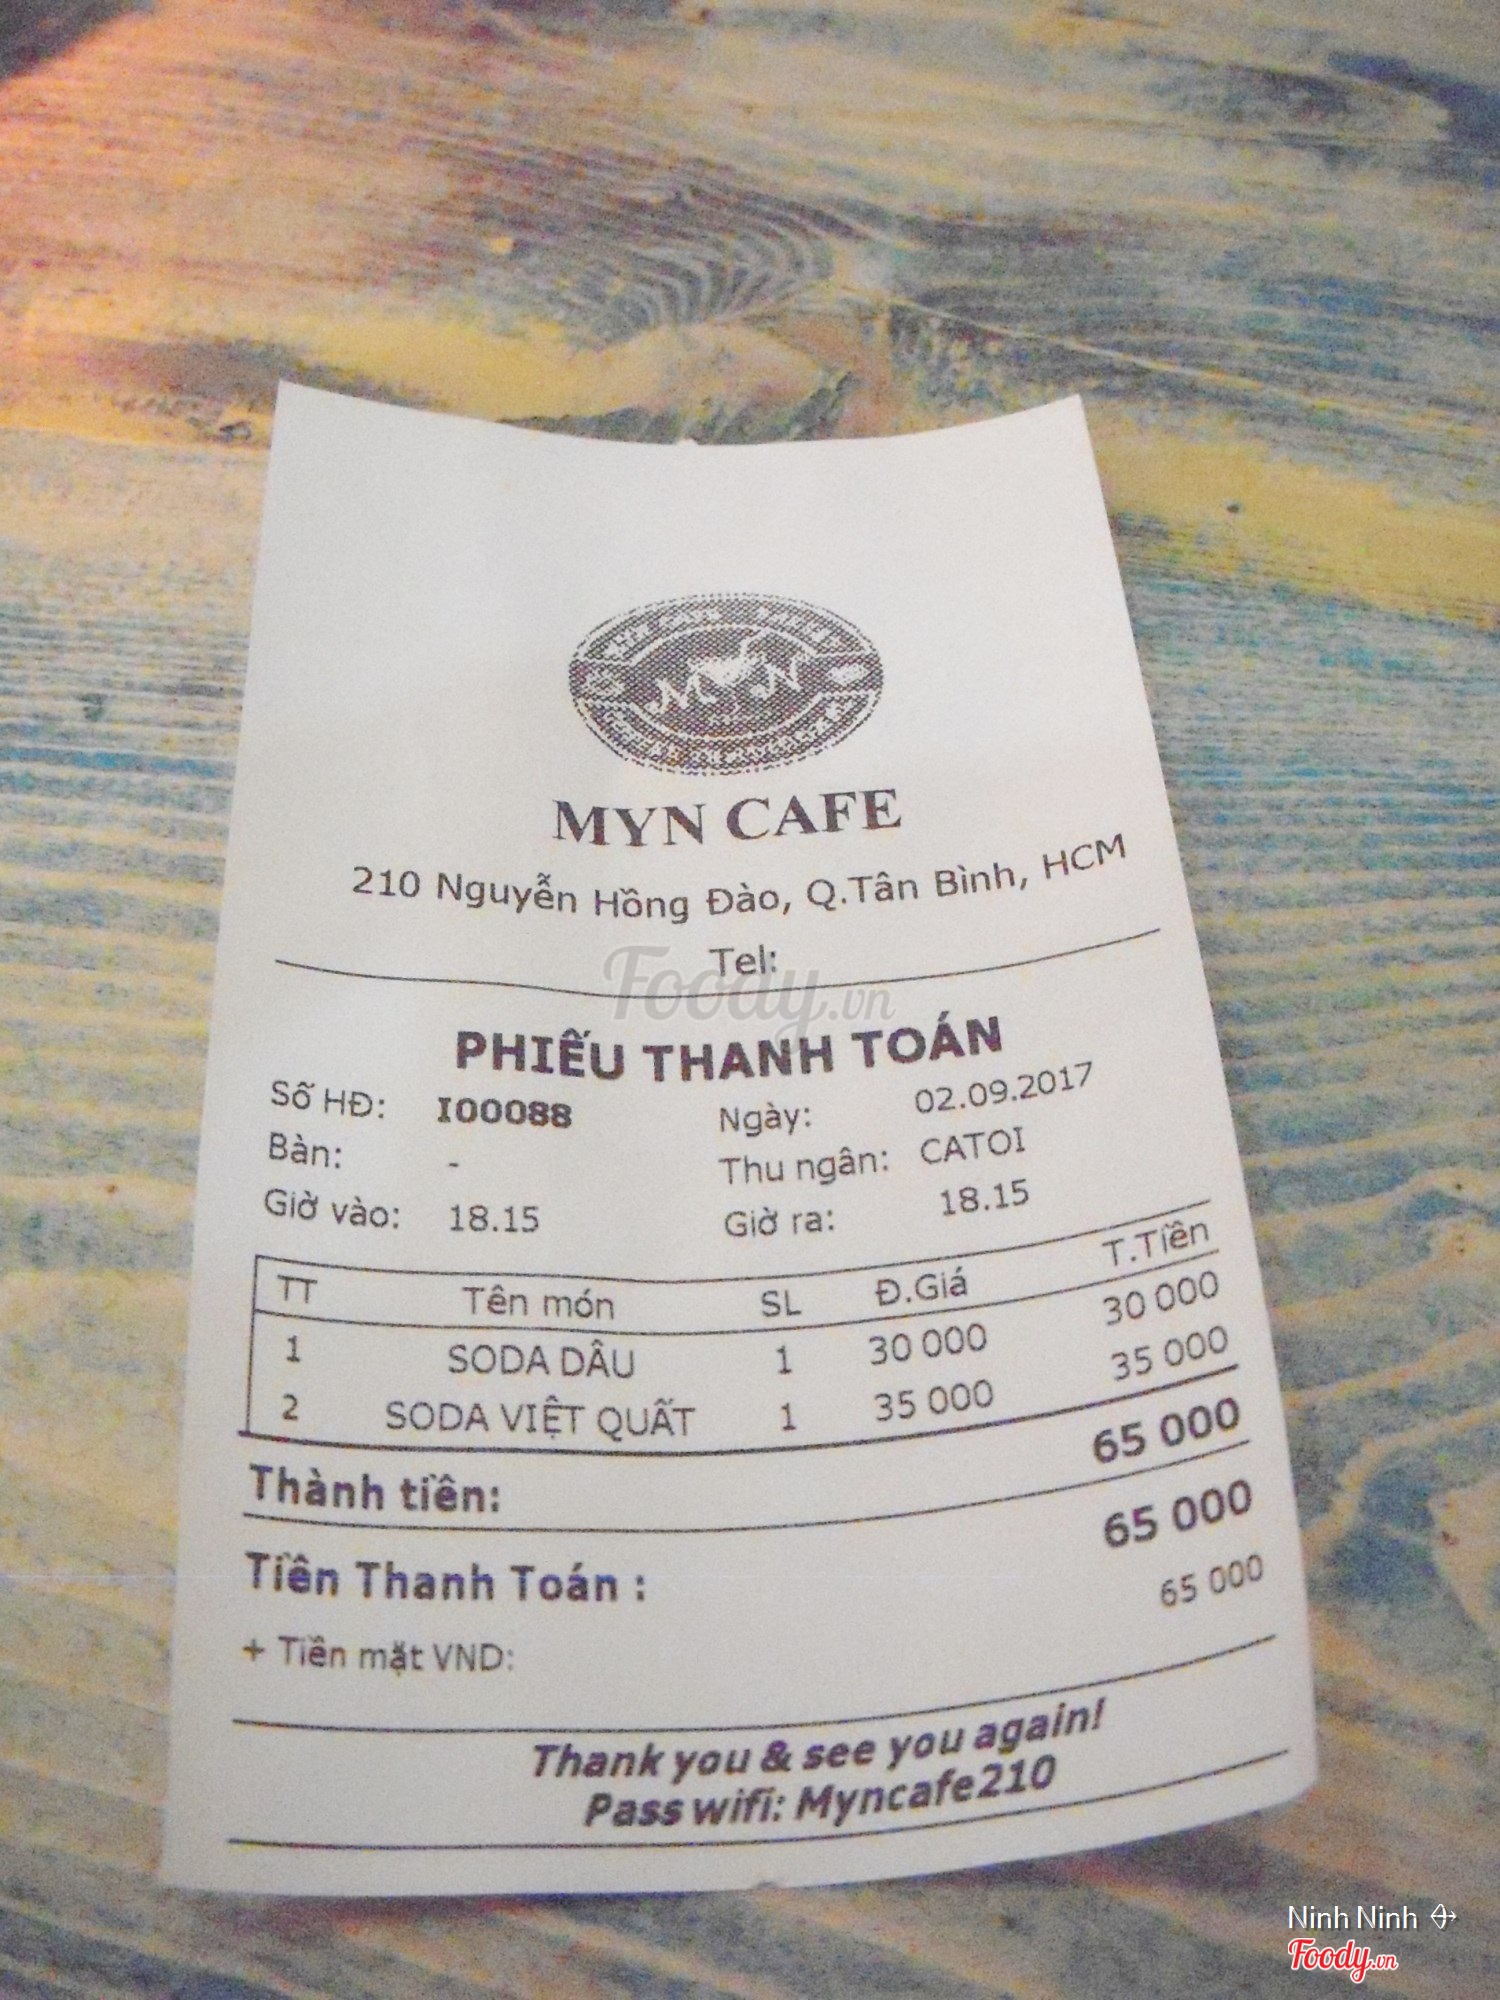 M N
MYN CAFE
210 Nguyễn Hồng Đào, Q.Tân Bình, HCM
Tel:
Foody.vn
PHIẾU THANH TOÁN
Số HĐ: I00088 Ngày: 02.09.2017
Bàn: - Thu ngân: CATOI
Giờ vào: 18.15 Giờ ra: 18.15
TT Tên món SL Đ.Giá T.Tiền
1 SODA DÂU 1 30 000 30 000
2 SODA VIỆT QUẤT 1 35 000 35 000
Thành tiền: 65 000
Tiền Thanh Toán : 65 000
+ Tiền mặt VND: 65 000
Thank you & see you again!
Pass wifi: Myncafe210
Ninh Ninh
Foody.vn